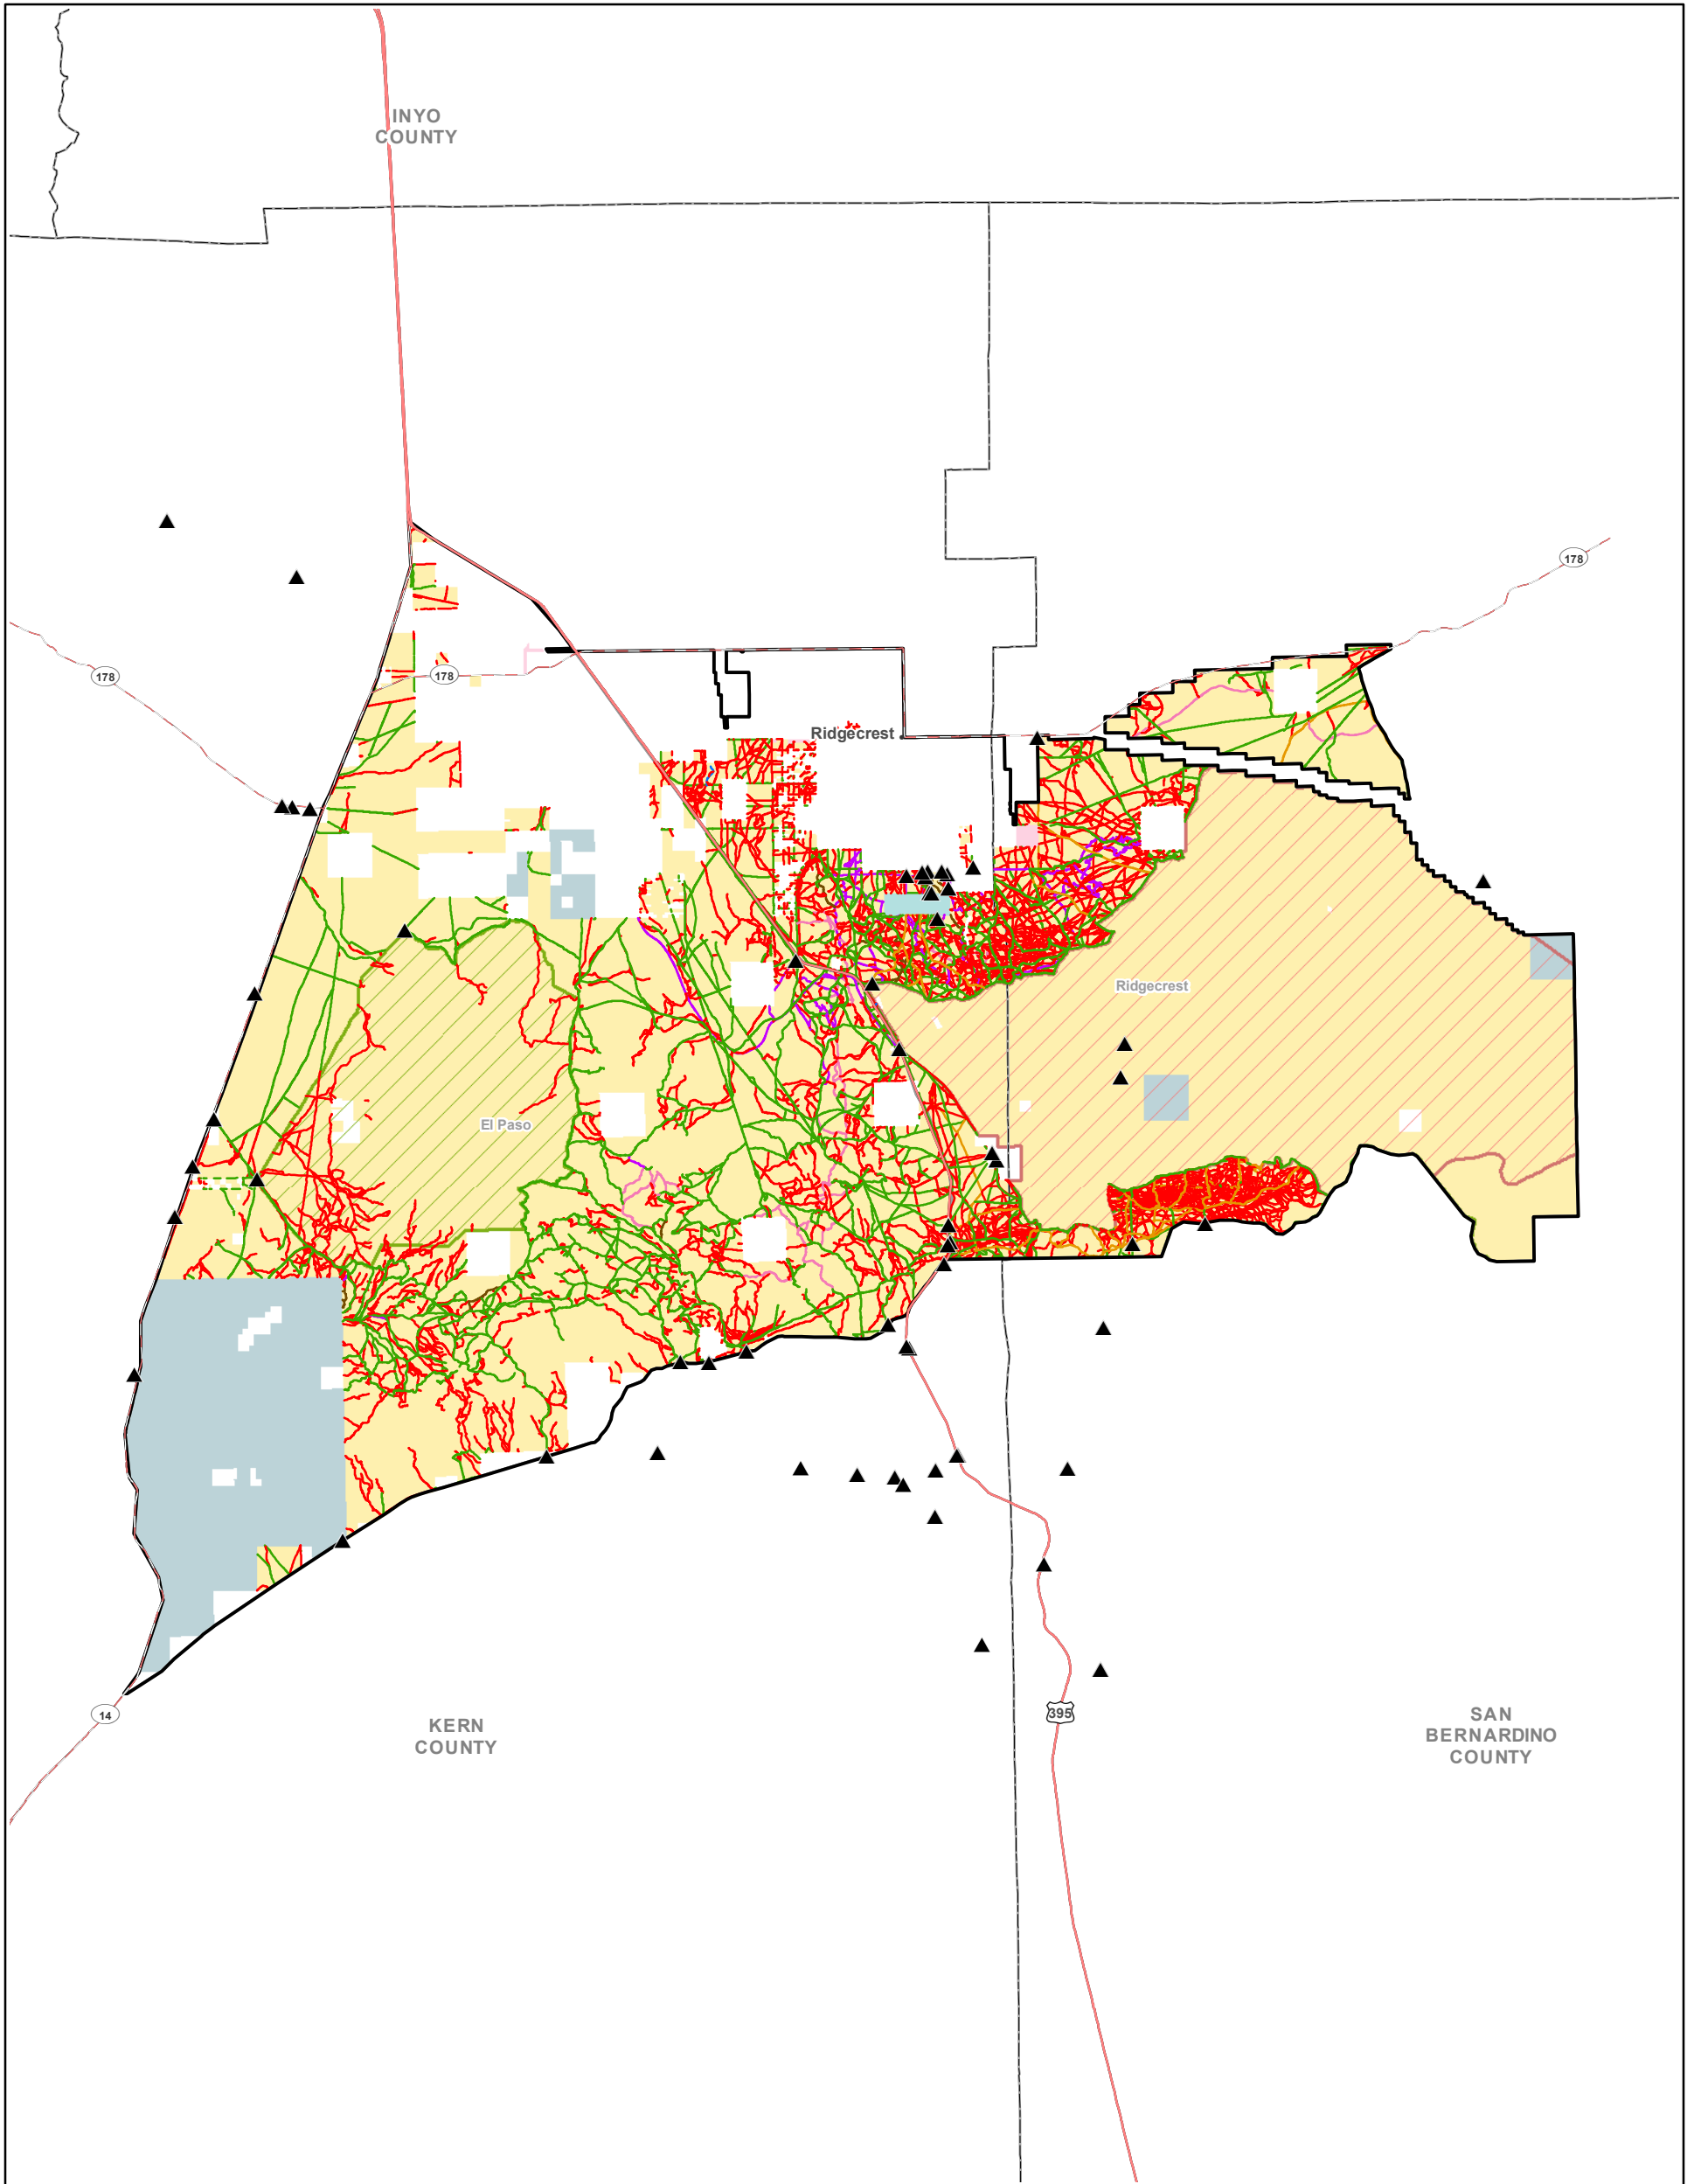 INYO
COUNTY
178
178
178
Ridgecrest
Ridgecrest
El Paso
14
KERN
COUNTY
395
SAN
BERNARDINO
COUNTY